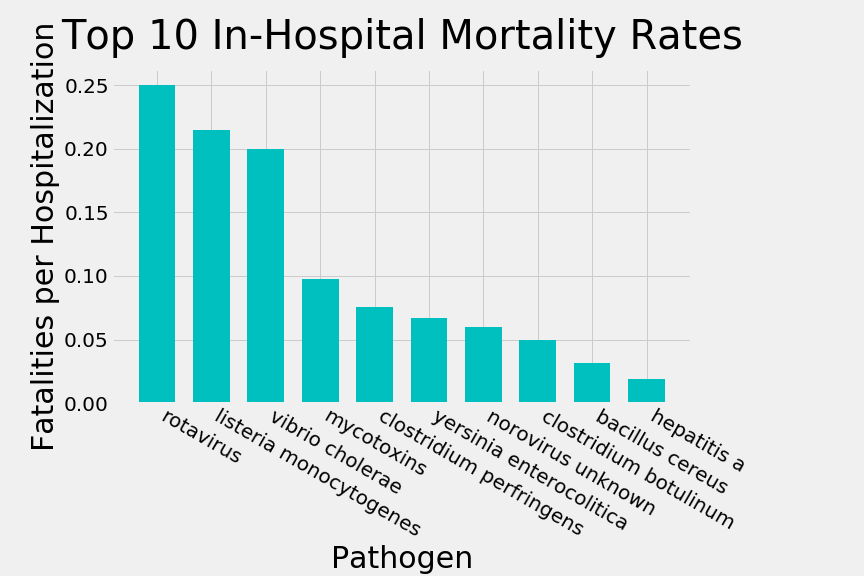 Top 10 In-Hospital Mortality Rates
Fatalities per Hospitalization
0.25
0.20
0.15
0.10
0.05
0.00
rotavirus
listeria monocytogenes
vibrio cholerae
mycotoxins
clostridium perfringens
yersinia enterocolitica
norovirus unknown
clostridium botulinum
bacillus cereus
hepatitis a
Pathogen